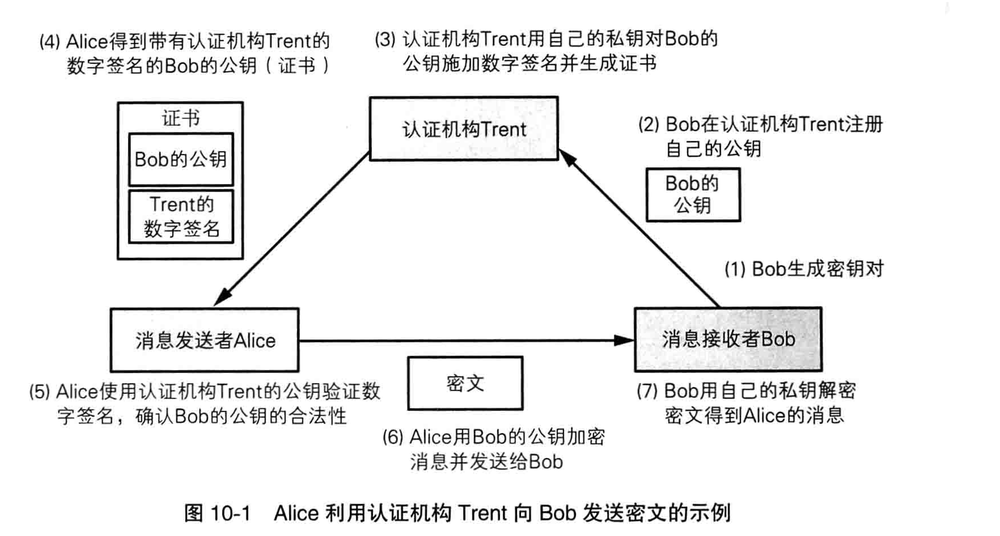 (4) Alice得到带有认证机构Trent的
数字签名的Bob的公钥（证书）
(3) 认证机构Trent用自己的私钥对Bob的
公钥施加数字签名并生成证书
证书
Bob的公钥
Trent的
数字签名
认证机构Trent
(2) Bob在认证机构Trent注册
自己的公钥
Bob的
公钥
(1) Bob生成密钥对
消息发送者Alice
消息接收者Bob
密文
(5) Alice使用认证机构Trent的公钥验证数
字签名，确认Bob的公钥的合法性
(7) Bob用自己的私钥解密
密文得到Alice的消息
(6) Alice用Bob的公钥加密
消息并发送给Bob
图 10-1 Alice 利用认证机构 Trent 向 Bob 发送密文的示例